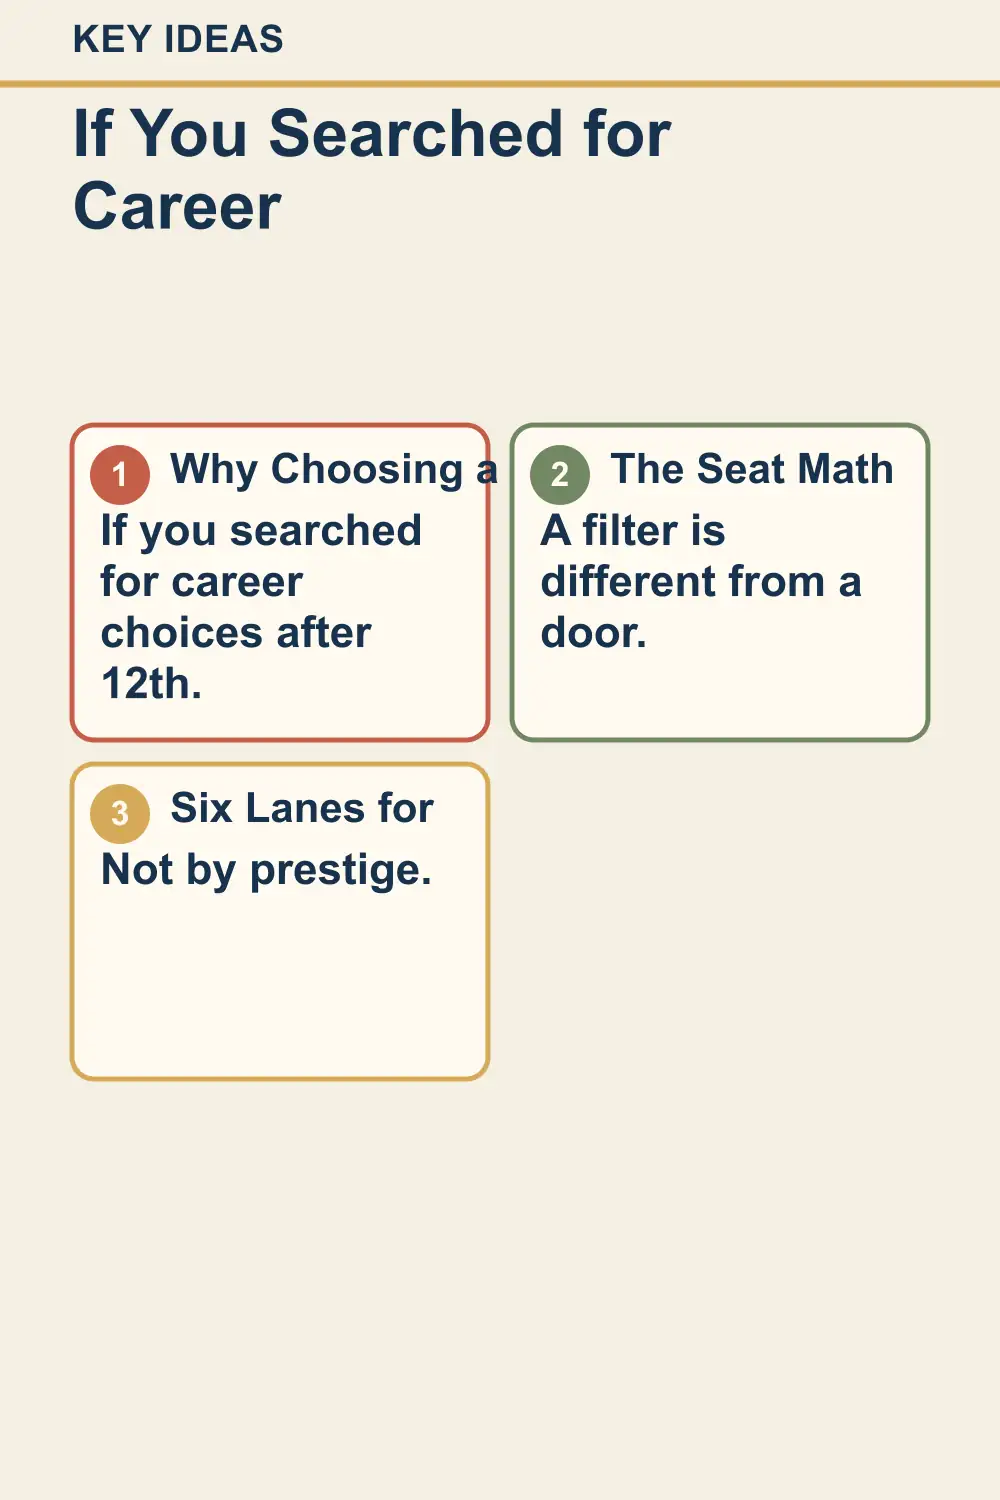 KEY IDEAS
If You Searched for
Career
1 Why Choosing a
If you searched
for career
choices after
12th.
2 The Seat Math
A filter is
different from a
door.
3 Six Lanes for
Not by prestige.